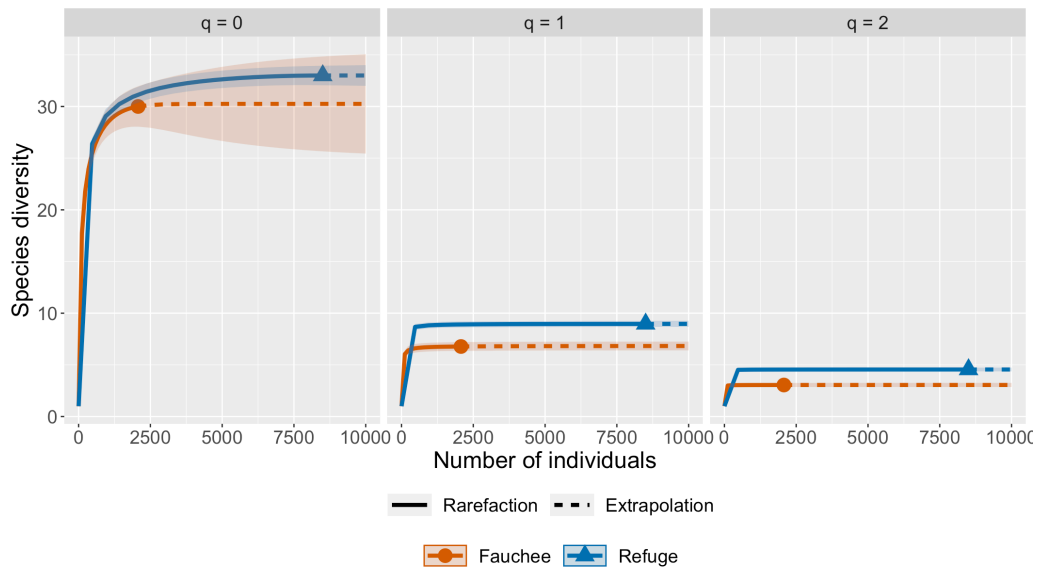 q = 0 q = 1 q = 2
Species diversity
30
20
10
0
0 2500 5000 7500 10000 0 2500 5000 7500 10000 0 2500 5000 7500 10000
Number of individuals
Rarefaction Extrapolation
Fauchee Refuge